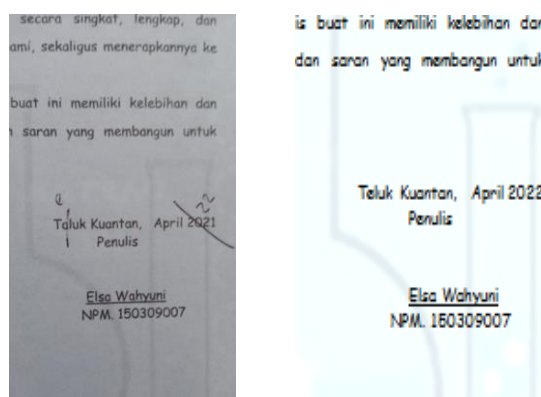 secara singkat, lengkap, dan
ami, sekaligus menerapkannya ke
buat ini memiliki kelebihan dan
saran yang membangun untuk
e
22
Taluk Kuantan, April 2021
Penulis
Elsa Wahyuni
NPM. 150309007
is buat ini memiliki kelebihan dan
dan saran yang membangun untuk
Teluk Kuantan, April 2022
Penulis
Elsa Wahyuni
NPM. 150309007